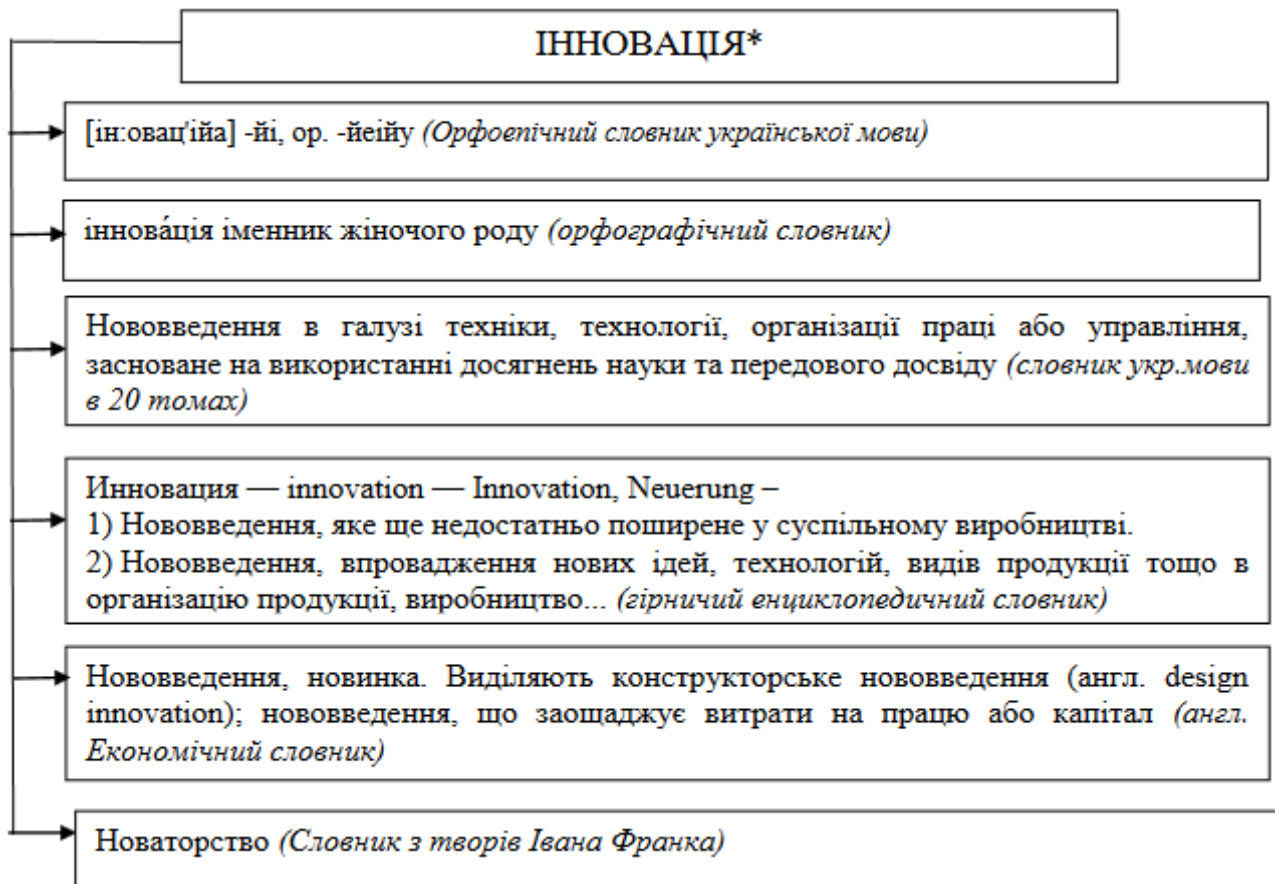 ІННОВАЦІЯ*
[ін:овац'ійа] -йі, ор. -йеійу (Орфоепічний словник української мови)
іннова́ція іменник жіночого роду (орфографічний словник)
Нововведення в галузі техніки, технології, організації праці або управління,
засноване на використанні досягнень науки та передового досвіду (словник укр.мови
в 20 томах)
Инновация — innovation — Innovation, Neuerung –
1) Нововведення, яке ще недостатньо поширене у суспільному виробництві.
2) Нововведення, впровадження нових ідей, технологій, видів продукції тощо в
організацію продукції, виробництво... (гірничий енциклопедичний словник)
Нововведення, новинка. Виділяють конструкторське нововведення (англ. design
innovation); нововведення, що заощаджує витрати на працю або капітал (англ.
Економічний словник)
Новаторство (Словник з творів Івана Франка)